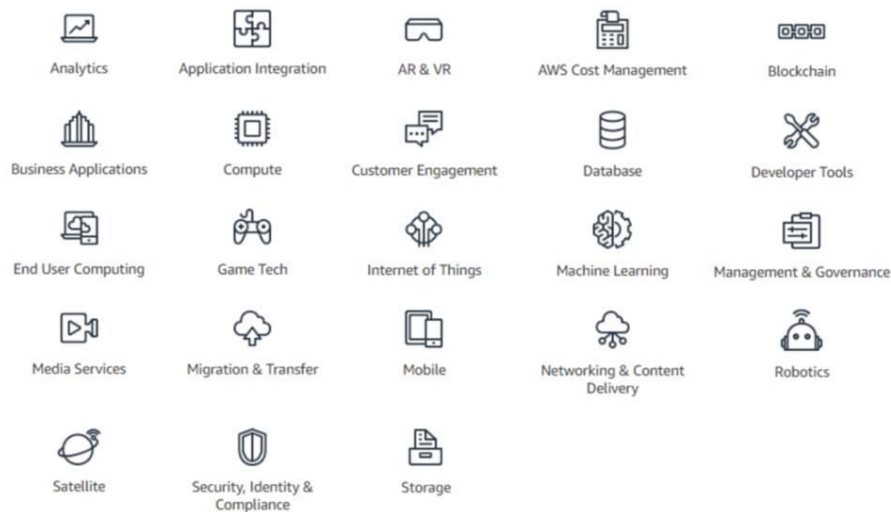 Analytics
Application Integration
AR & VR
AWS Cost Management
Blockchain
Business Applications
Compute
Customer Engagement
Database
Developer Tools
End User Computing
Game Tech
Internet of Things
Machine Learning
Management & Governance
Media Services
Migration & Transfer
Mobile
Networking & Content
Delivery
Robotics
Satellite
Security, Identity &
Compliance
Storage